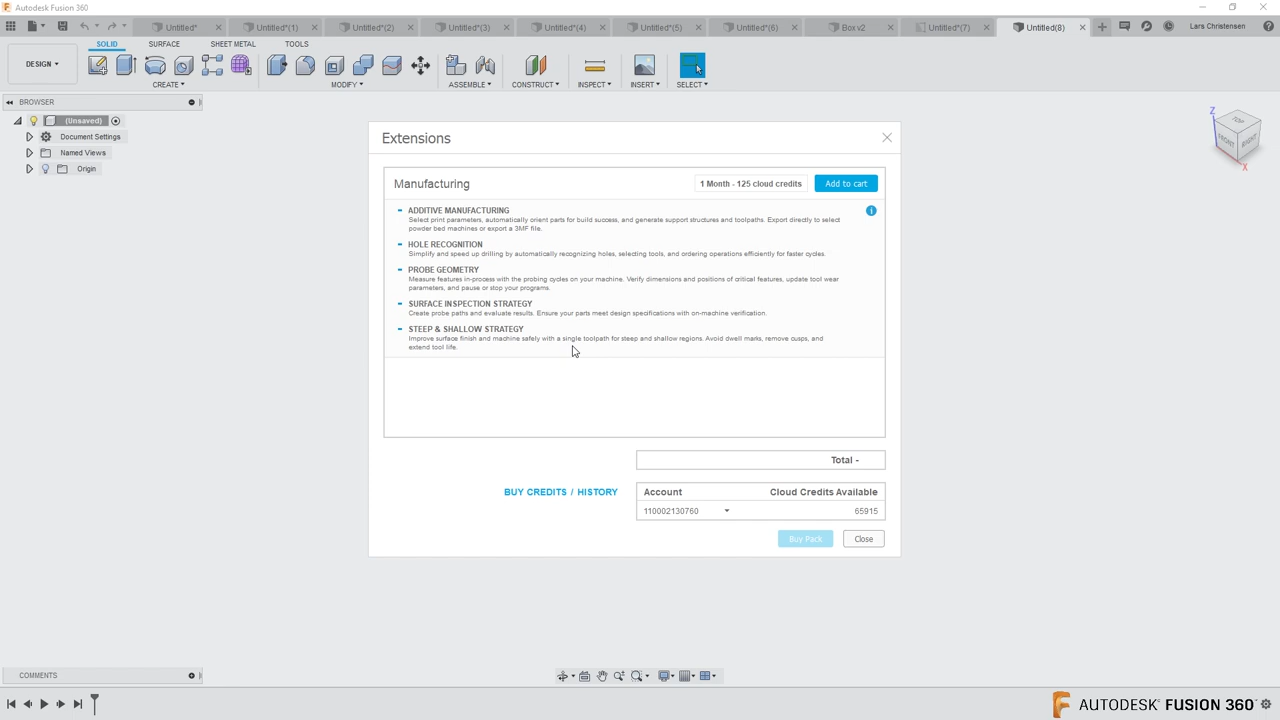 Autodesk Fusion 360
Untitled* Untitled*(1) Untitled*(2) Untitled*(3) Untitled*(4) Untitled*(5) Untitled*(6) Box v2 Untitled*(7) Untitled(8) Lars Christensen
SOLID SURFACE SHEET METAL TOOLS
DESIGN
CREATE MODIFY ASSEMBLE CONSTRUCT INSPECT INSERT SELECT
BROWSER
(Unsaved)
Document Settings
Named Views
Origin
Z
TOP
FRONT RIGHT
X
Extensions
Manufacturing 1 Month - 125 cloud credits Add to cart
ADDITIVE MANUFACTURING
Select print parameters, automatically orient parts for build success, and generate support structures and toolpaths. Export directly to select
powder bed machines or export a 3MF file.
HOLE RECOGNITION
Simplify and speed up drilling by automatically recognizing holes, selecting tools, and ordering operations efficiently for faster cycles.
PROBE GEOMETRY
Measure features in-process with the probing cycles on your machine. Verify dimensions and positions of critical features, update tool wear
parameters, and pause or stop your programs.
SURFACE INSPECTION STRATEGY
Create probe paths and evaluate results. Ensure your parts meet design specifications with on-machine verification.
STEEP & SHALLOW STRATEGY
Improve surface finish and machine safely with a single toolpath for steep and shallow regions. Avoid dwell marks, remove cusps, and
extend tool life.
Total -
BUY CREDITS / HISTORY
Account Cloud Credits Available
110002130760 65915
Buy Pack Close
COMMENTS
AUTODESK® FUSION 360™